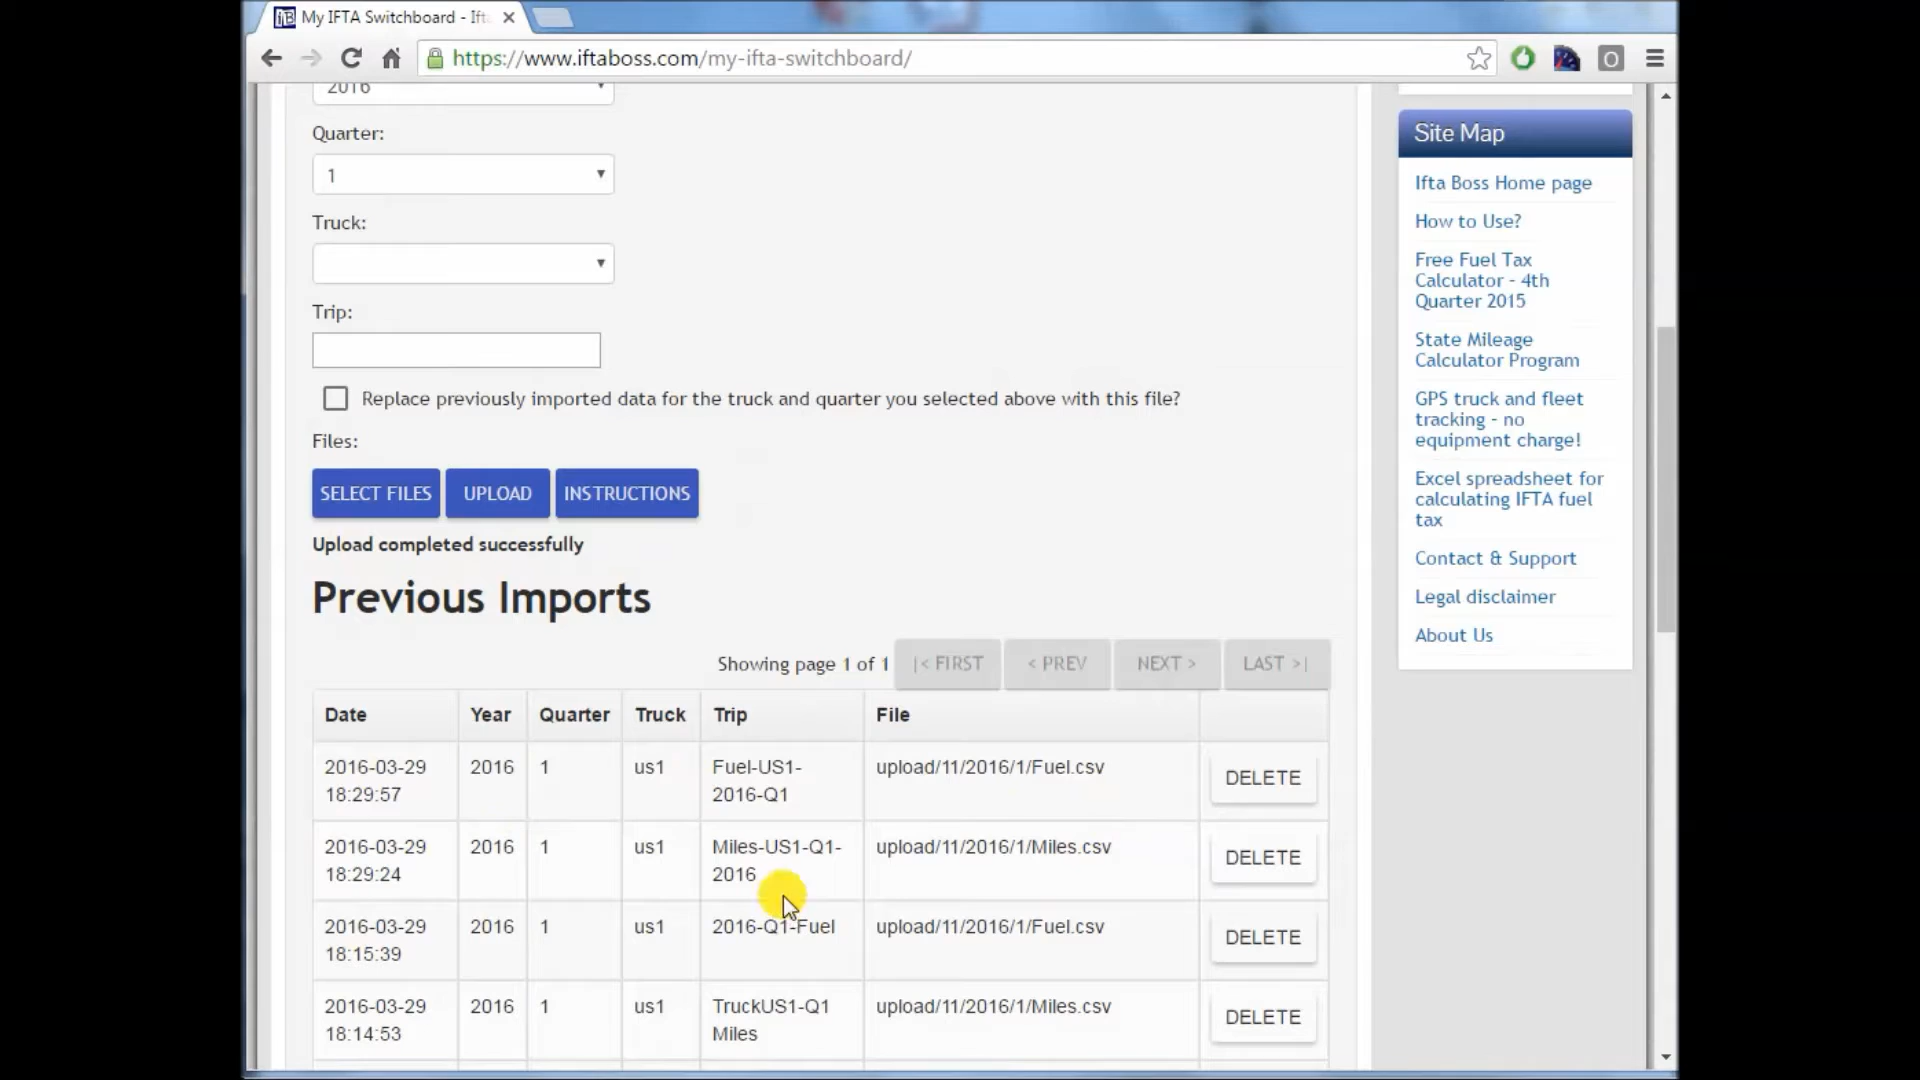 My IFTA Switchboard - Ifta
https://www.iftaboss.com/my-ifta-switchboard/
2016
Quarter:
1
Truck:
Trip:
Replace previously imported data for the truck and quarter you selected above with this file?
Files:
SELECT FILES UPLOAD INSTRUCTIONS
Upload completed successfully
Previous Imports
Showing page 1 of 1 |< FIRST < PREV NEXT > LAST >|
Date Year Quarter Truck Trip File
2016-03-29 2016 1 us1 Fuel-US1- upload/11/2016/1/Fuel.csv DELETE
18:29:57 2016-Q1
2016-03-29 2016 1 us1 Miles-US1-Q1- upload/11/2016/1/Miles.csv DELETE
18:29:24 2016
2016-03-29 2016 1 us1 2016-Q1-Fuel upload/11/2016/1/Fuel.csv DELETE
18:15:39
2016-03-29 2016 1 us1 TruckUS1-Q1 upload/11/2016/1/Miles.csv DELETE
18:14:53 Miles
Site Map
Ifta Boss Home page
How to Use?
Free Fuel Tax
Calculator - 4th
Quarter 2015
State Mileage
Calculator Program
GPS truck and fleet
tracking - no
equipment charge!
Excel spreadsheet for
calculating IFTA fuel
tax
Contact & Support
Legal disclaimer
About Us